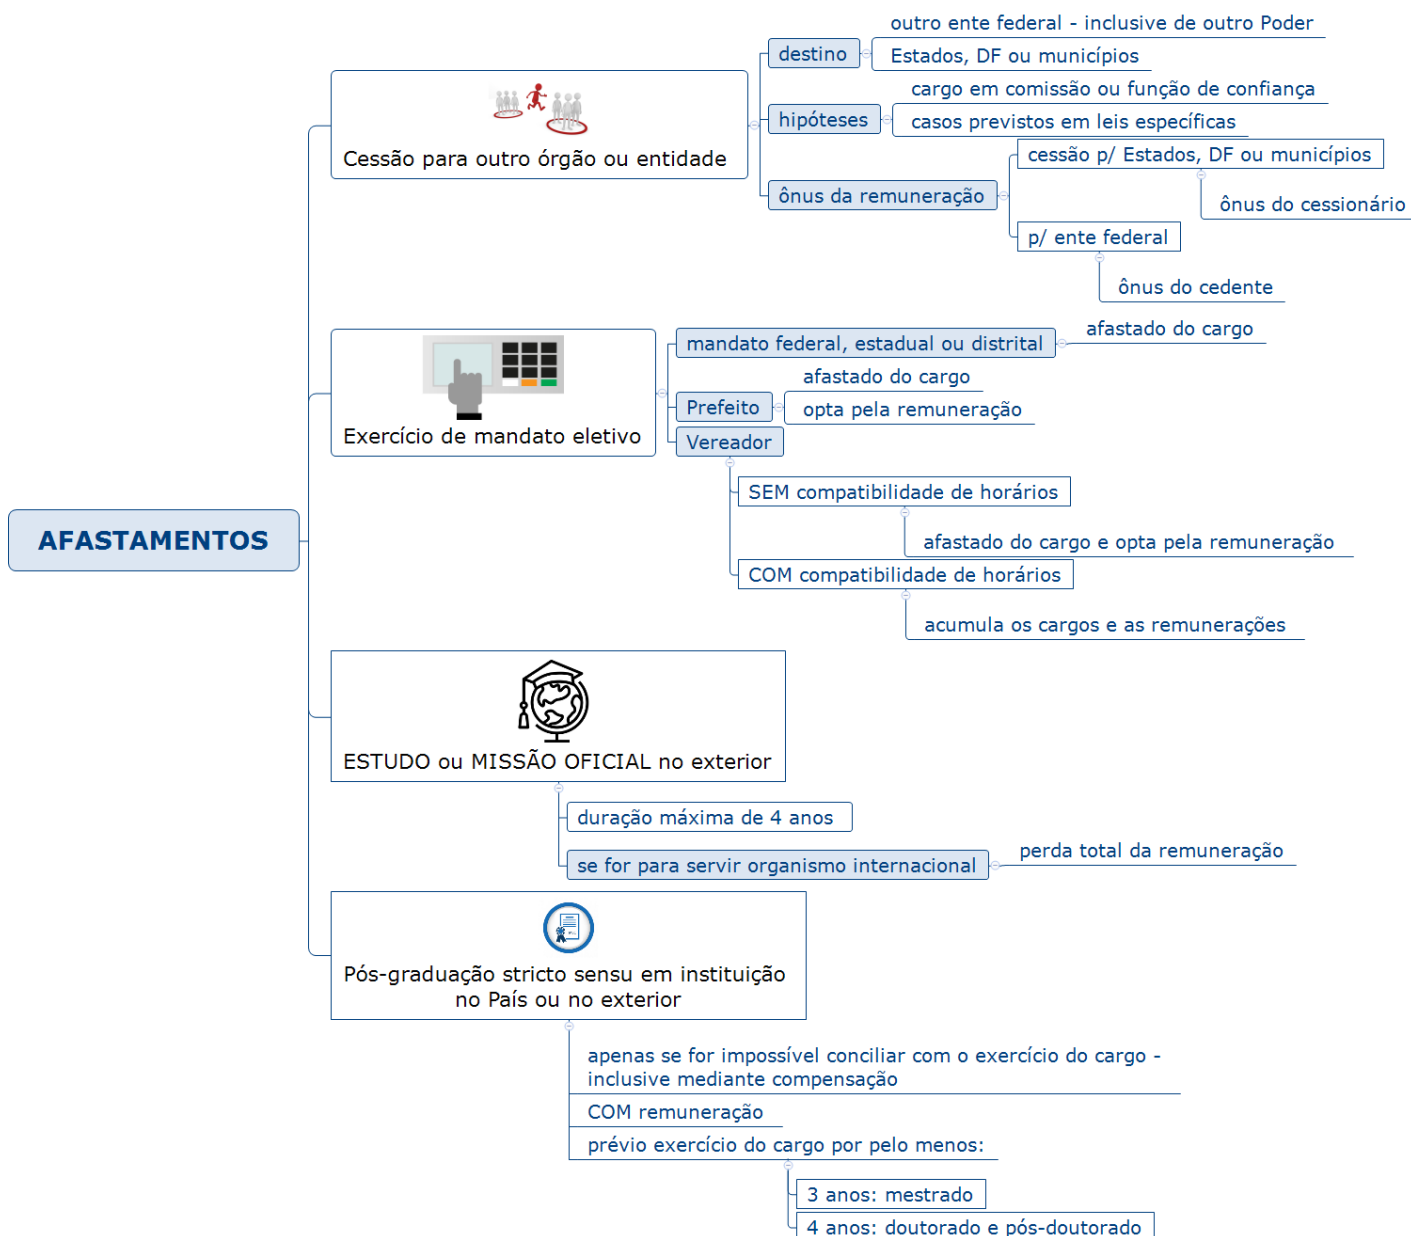 AFASTAMENTOS
Cessão para outro órgão ou entidade
destino
outro ente federal - inclusive de outro Poder
Estados, DF ou municípios
hipóteses
cargo em comissão ou função de confiança
casos previstos em leis específicas
ônus da remuneração
cessão p/ Estados, DF ou municípios
ônus do cessionário
p/ ente federal
ônus do cedente
Exercício de mandato eletivo
mandato federal, estadual ou distrital
afastado do cargo
Prefeito
afastado do cargo
opta pela remuneração
Vereador
SEM compatibilidade de horários
afastado do cargo e opta pela remuneração
COM compatibilidade de horários
acumula os cargos e as remunerações
ESTUDO ou MISSÃO OFICIAL no exterior
duração máxima de 4 anos
se for para servir organismo internacional
perda total da remuneração
Pós-graduação stricto sensu em instituição
no País ou no exterior
apenas se for impossível conciliar com o exercício do cargo -
inclusive mediante compensação
COM remuneração
prévio exercício do cargo por pelo menos:
3 anos: mestrado
4 anos: doutorado e pós-doutorado